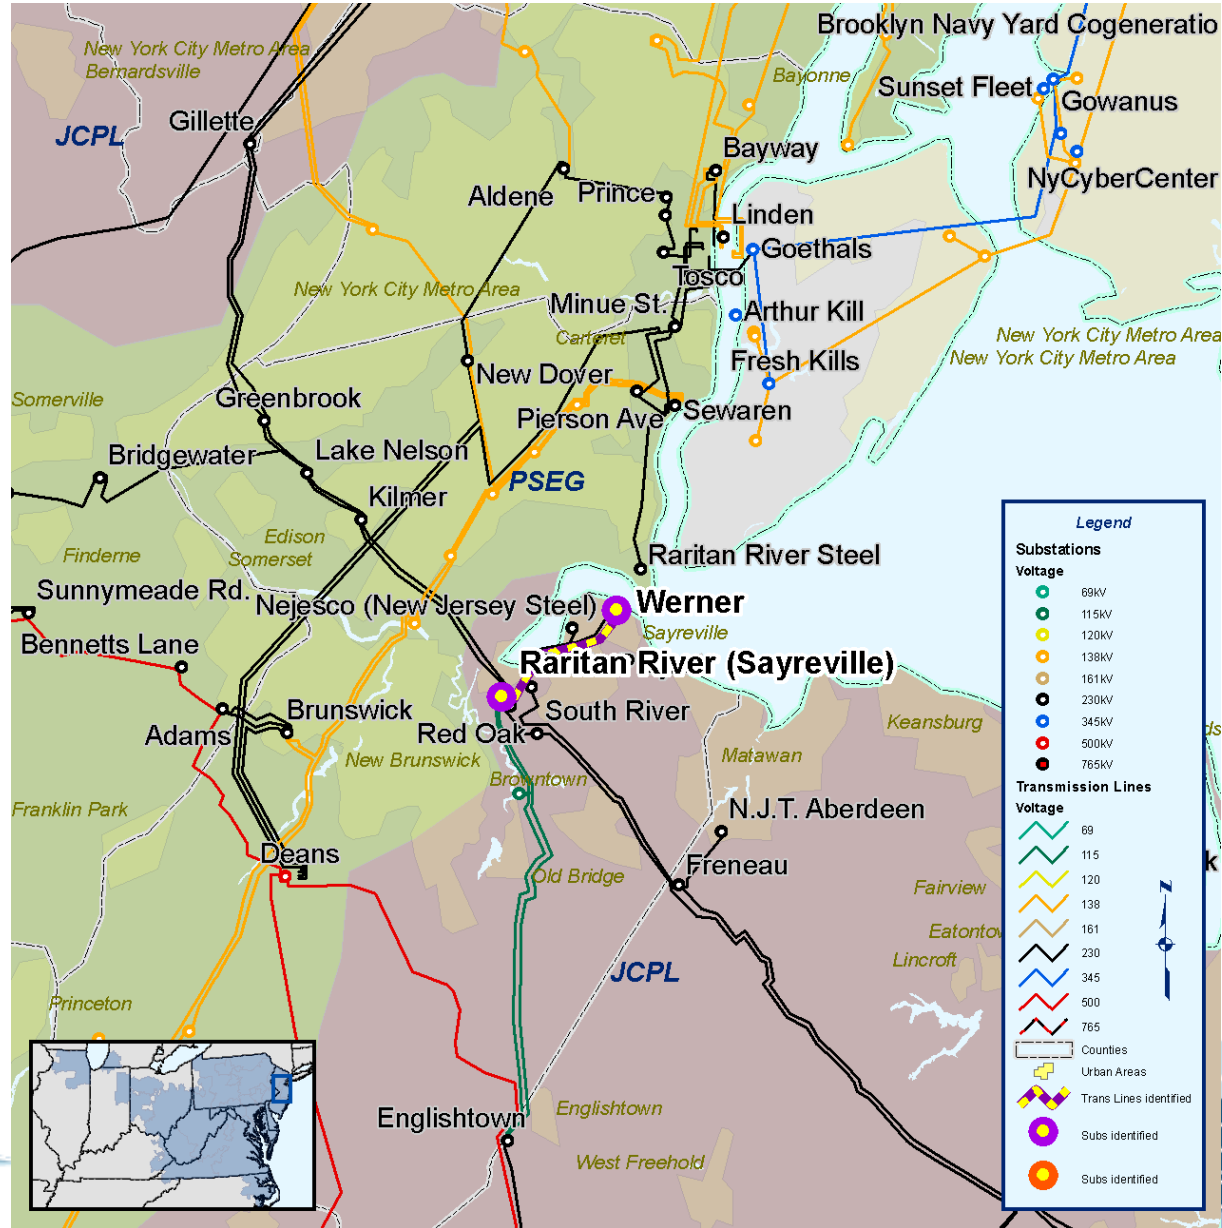 Brooklyn Navy Yard Cogeneratio
New York City Metro Area
Bernardsville
Bayonne
Sunset Fleet
Gowanus
Gillette
JCPL
Bayway
Aldene
Prince
NyCyberCenter
Linden
Goethals
Tosco
New York City Metro Area
Minue St.
Arthur Kill
Carteret
New York City Metro Area
New York City Metro Area
Fresh Kills
New Dover
Somerville
Greenbrook
Pierson Ave
Sewaren
Bridgewater
Lake Nelson
PSEG
Kilmer
Edison
Finderne
Somerset
Raritan River Steel
Sunnymeade Rd.
Nejesco (New Jersey Steel)
Werner
Sayreville
Bennetts Lane
Raritan River (Sayreville)
Brunswick
South River
Adams
Red Oak
Keansburg
New Brunswick
Matawan
Browntown
Franklin Park
N.J.T. Aberdeen
Deans
Freneau
Old Bridge
k
Fairview
Eatontow
Lincroft
JCPL
Princeton
Englishtown
Englishtown
West Freehold
ds
Legend
Substations
Voltage
69kV
115kV
120kV
138kV
161kV
230kV
345kV
500kV
765kV
Transmission Lines
Voltage
69
115
120
138
161
230
345
500
765
Counties
Urban Areas
Trans Lines identified
Subs identified
Subs identified
N